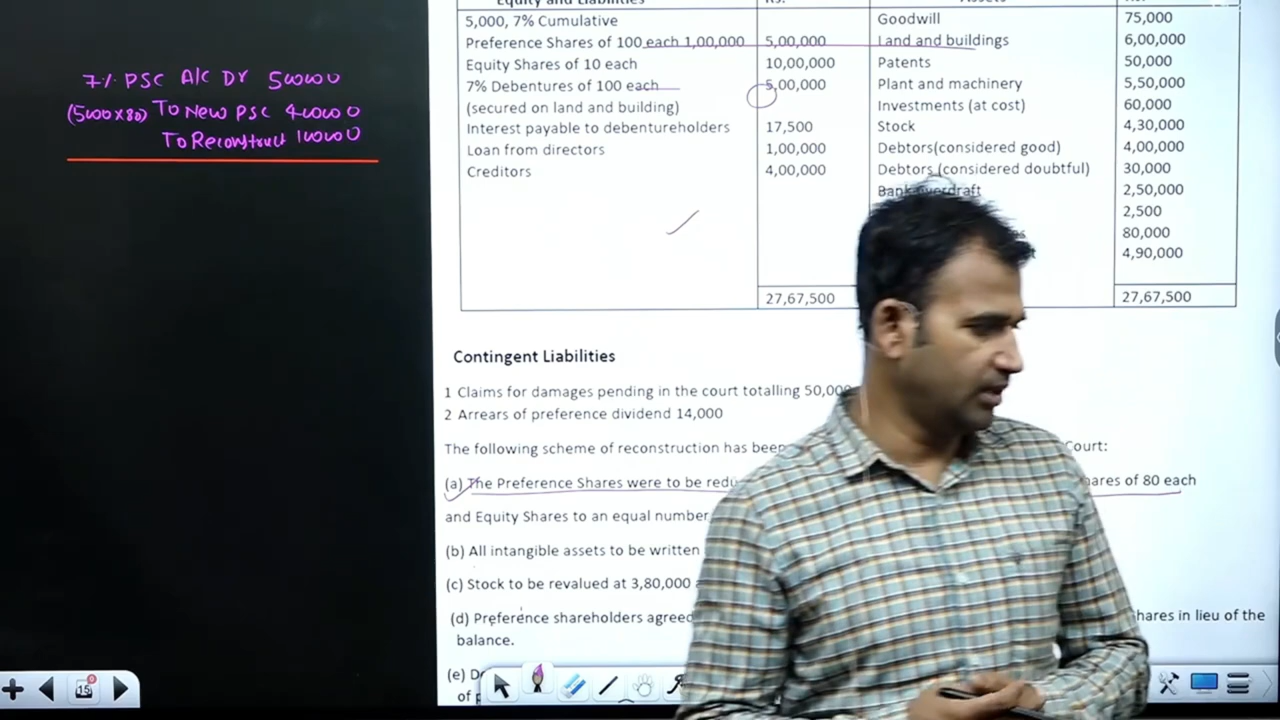 7% PSC A/C Dr 500000
(5000x80) To New PSC 400000
To Reconstruct 100000
Equity and Liabilities Rs. Assets Rs.
5,000, 7% Cumulative Goodwill 75,000
Preference Shares of 100 each 1,00,000 5,00,000 Land and buildings 6,00,000
Equity Shares of 10 each 10,00,000 Patents 50,000
7% Debentures of 100 each 5,00,000 Plant and machinery 5,50,000
(secured on land and building) Investments (at cost) 60,000
Interest payable to debentureholders 17,500 Stock 4,30,000
Loan from directors 1,00,000 Debtors(considered good) 4,00,000
Creditors 4,00,000 Debtors (considered doubtful) 30,000
Bank overdraft 2,50,000
2,500
80,000
4,90,000
27,67,500 27,67,500
Contingent Liabilities
1 Claims for damages pending in the court totalling 50,000
2 Arrears of preference dividend 14,000
The following scheme of reconstruction has been Court:
(a) The Preference Shares were to be of 80 each
and Equity Shares to an equal number
(b) All intangible assets to be written
(c) Stock to be revalued at 3,80,000
(d) Preference shareholders agreed in lieu of the
balance.
(e)
of
15